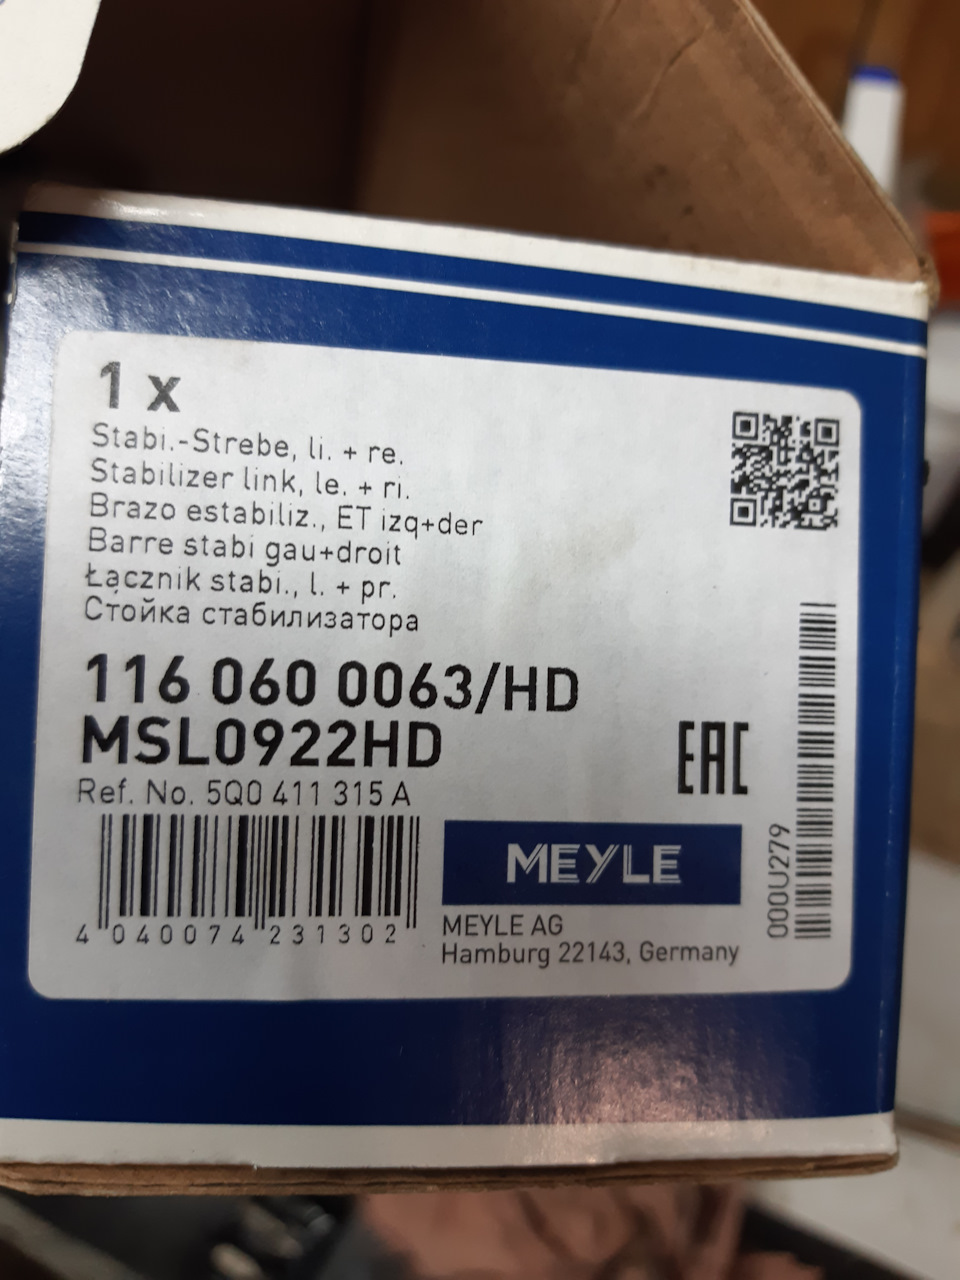 1 x
Stabi.-Strebe, li. + re.
Stabilizer link, le. + ri.
Brazo estabiliz., ET izq+der
Barre stabi gau+droit
Łącznik stabi., l. + pr.
Стойка стабилизатора
116 060 0063/HD
MSL0922HD
Ref. No. 5Q0 411 315 A
EAC
4 040074 231302
MEYLE
MEYLE AG
Hamburg 22143, Germany
000U279